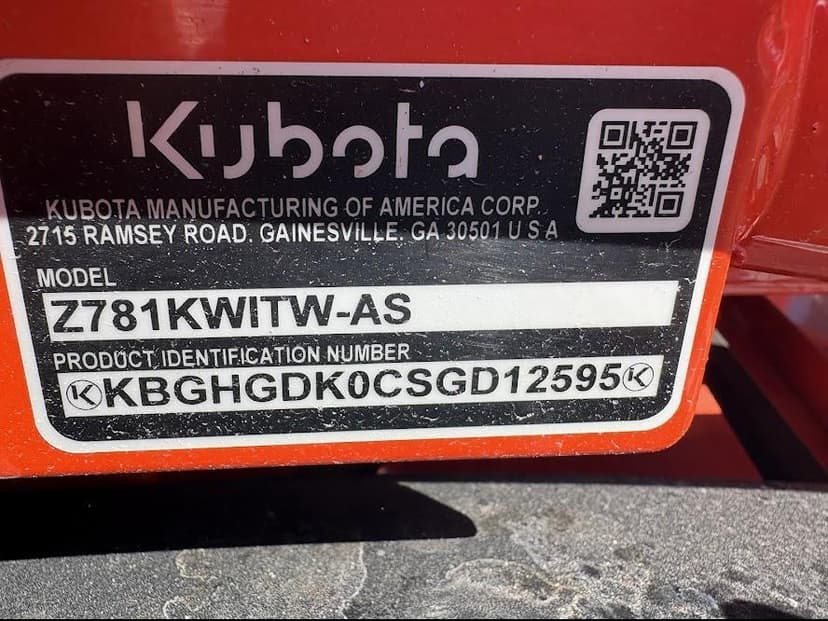 Kubota
KUBOTA MANUFACTURING OF AMERICA CORP.
2715 RAMSEY ROAD. GAINESVILLE. GA 30501 U S A
MODEL
Z781KWITW-AS
PRODUCT IDENTIFICATION NUMBER
KBGHGDK0CSGD12595